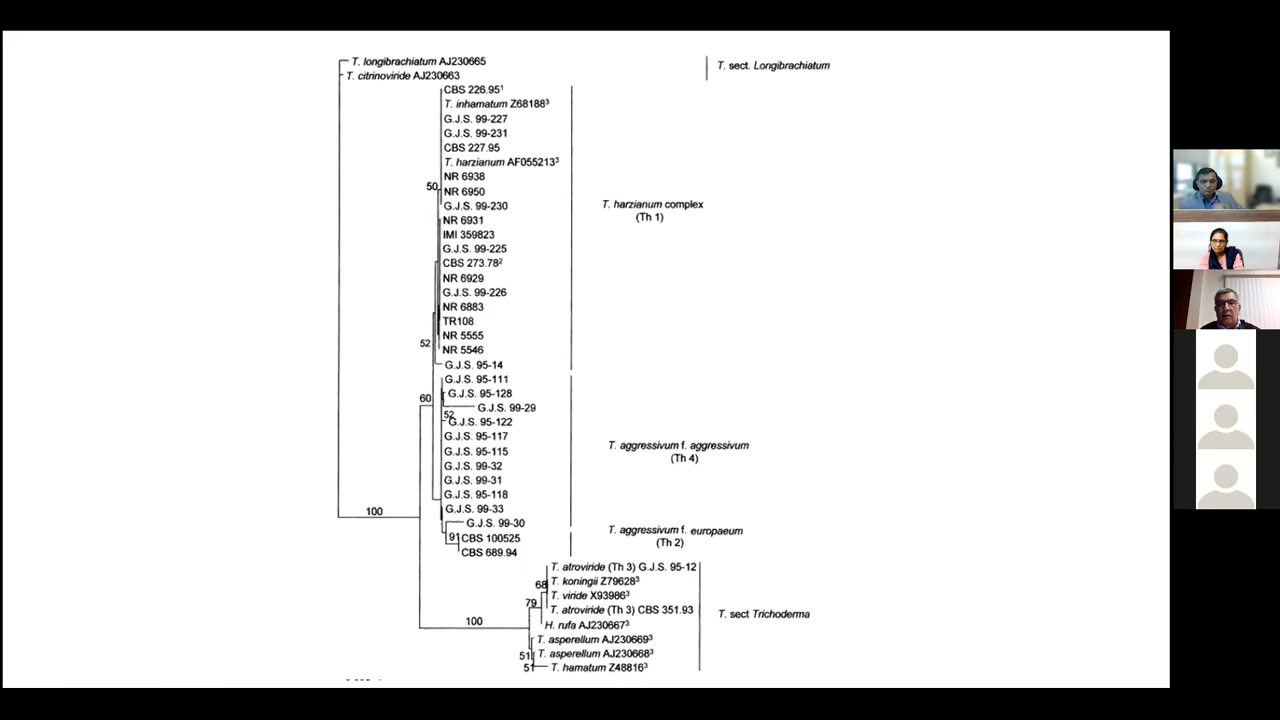 T. longibrachiatum AJ230665
T. sect. Longibrachiatum
T. citrinoviride AJ230663
CBS 226.95¹
T. inhamatum Z68188³
G.J.S. 99-227
G.J.S. 99-231
CBS 227.95
T. harzianum AF055213³
NR 6938
50
NR 6950
G.J.S. 99-230
T. harzianum complex
(Th 1)
NR 6931
IMI 359823
G.J.S. 99-225
CBS 273.78²
NR 6929
G.J.S. 99-226
NR 6883
TR108
NR 5555
52
NR 5546
G.J.S. 95-14
G.J.S. 95-111
G.J.S. 95-128
60
G.J.S. 99-29
52
G.J.S. 95-122
G.J.S. 95-117
T. aggressivum f. aggressivum
(Th 4)
G.J.S. 95-115
G.J.S. 99-32
G.J.S. 99-31
G.J.S. 95-118
G.J.S. 99-33
100
G.J.S. 99-30
T. aggressivum f. europaeum
(Th 2)
91
CBS 100525
CBS 689.94
T. atroviride (Th 3) G.J.S. 95-12
68
T. koningii Z79628³
T. viride X93986³
79
T. atroviride (Th 3) CBS 351.93
T. sect Trichoderma
100
H. rufa AJ230667³
T. asperellum AJ230669³
51
T. asperellum AJ230668³
51
T. hamatum Z48816³